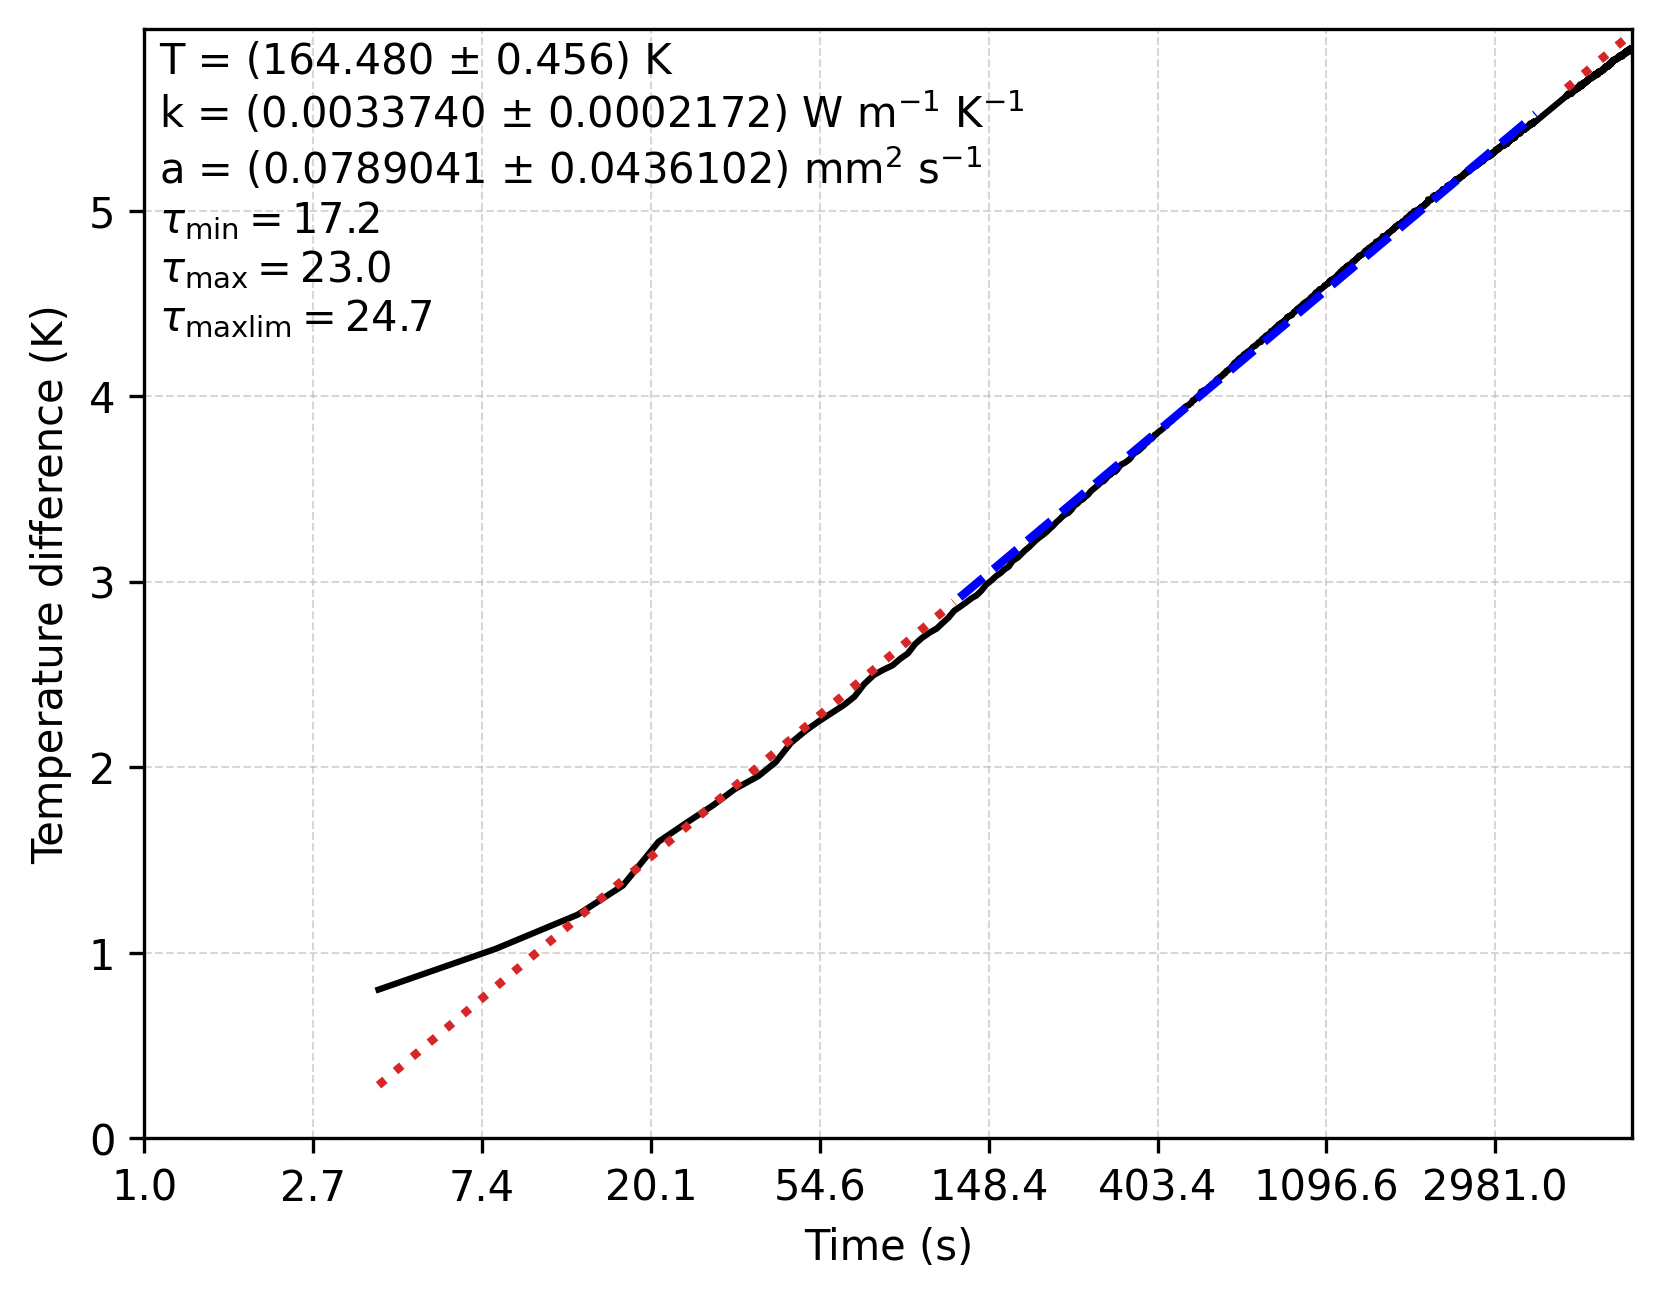 T = (164.480 ± 0.456) K
k = (0.0033740 ± 0.0002172) W m⁻¹ K⁻¹
a = (0.0789041 ± 0.0436102) mm² s⁻¹
τmin = 17.2
τmax = 23.0
τmaxlim = 24.7
Temperature difference (K)
5
4
3
2
1
0
1.0 2.7 7.4 20.1 54.6 148.4 403.4 1096.6 2981.0
Time (s)